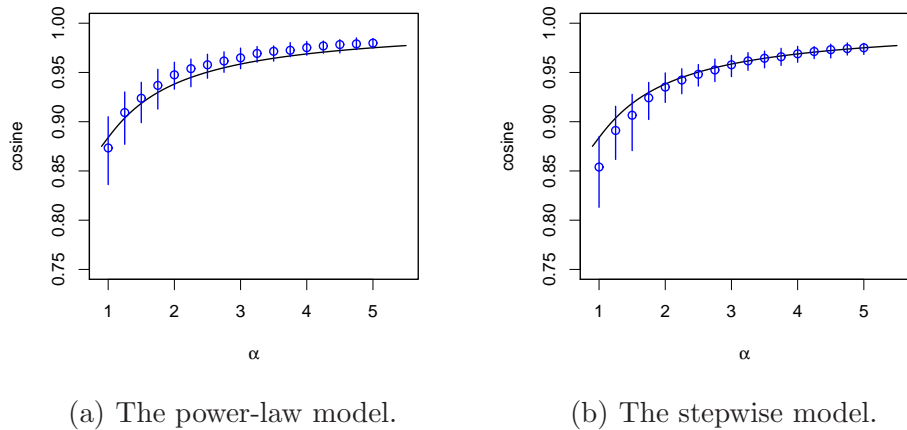 1.00
0.95
0.90
0.85
0.80
0.75
cosine
1 2 3 4 5
α
(a) The power-law model.
1.00
0.95
0.90
0.85
0.80
0.75
cosine
1 2 3 4 5
α
(b) The stepwise model.